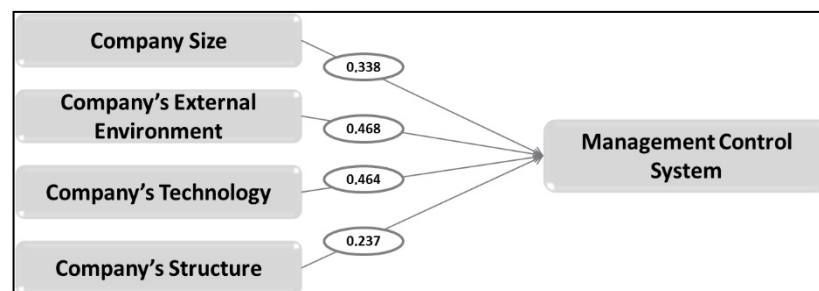 Company Size
0,338
Company's External
Environment
0,468
Management Control
System
Company's Technology
0,464
Company's Structure
0.237